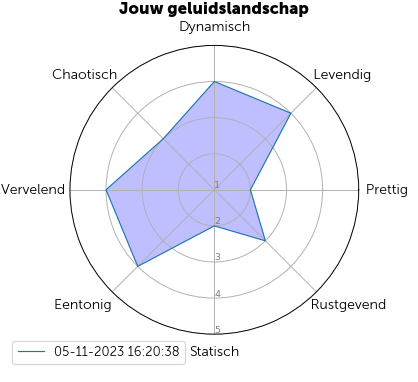 Jouw geluidslandschap
Dynamisch
Chaotisch
Levendig
Vervelend
1
Prettig
2
3
4
Eentonig
Rustgevend
5
05-11-2023 16:20:38
Statisch